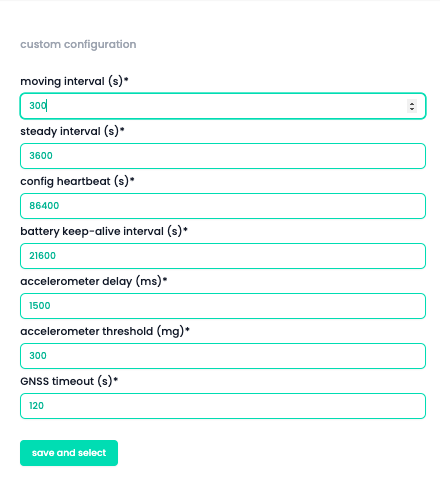 custom configuration
moving interval (s)*
300
steady interval (s)*
3600
config heartbeat (s)*
86400
battery keep-alive interval (s)*
21600
accelerometer delay (ms)*
1500
accelerometer threshold (mg)*
300
GNSS timeout (s)*
120
save and select